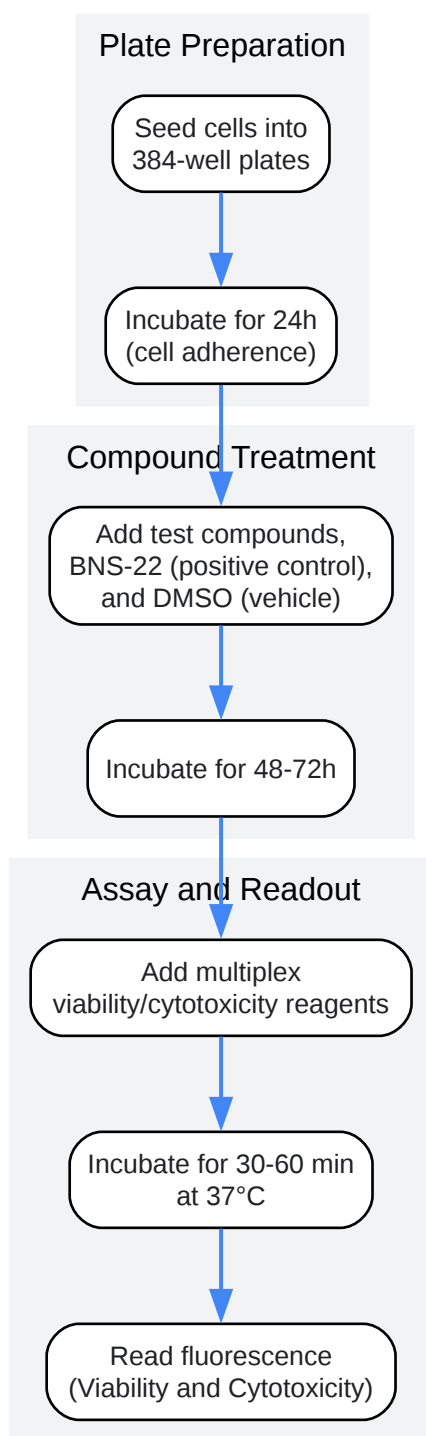 Plate Preparation
Seed cells into
384-well plates
Incubate for 24h
(cell adherence)
Compound Treatment
Add test compounds,
BNS-22 (positive control),
and DMSO (vehicle)
Incubate for 48-72h
Assay and Readout
Add multiplex
viability/cytotoxicity reagents
Incubate for 30-60 min
at 37°C
Read fluorescence
(Viability and Cytotoxicity)